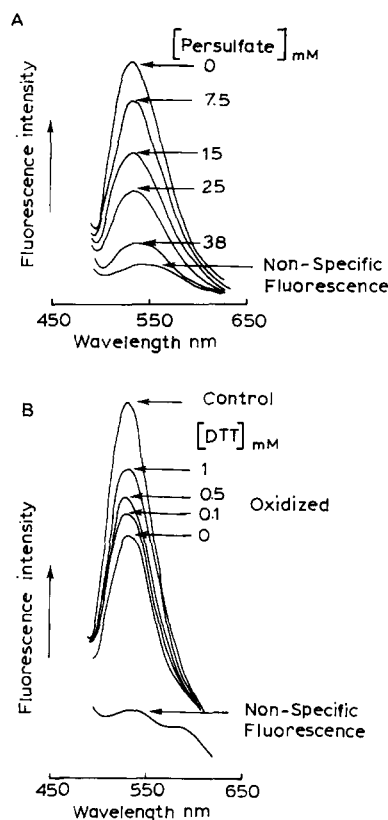 A
[Persulfate] mM
0
7.5
15
25
38
Non-Specific
Fluorescence
Fluorescence intensity
450 550 650
Wavelength nm
B
Control
[DTT] mM
1
0.5 Oxidized
0.1
0
Non-Specific
Fluorescence
Fluorescence intensity
450 550 650
Wavelength nm